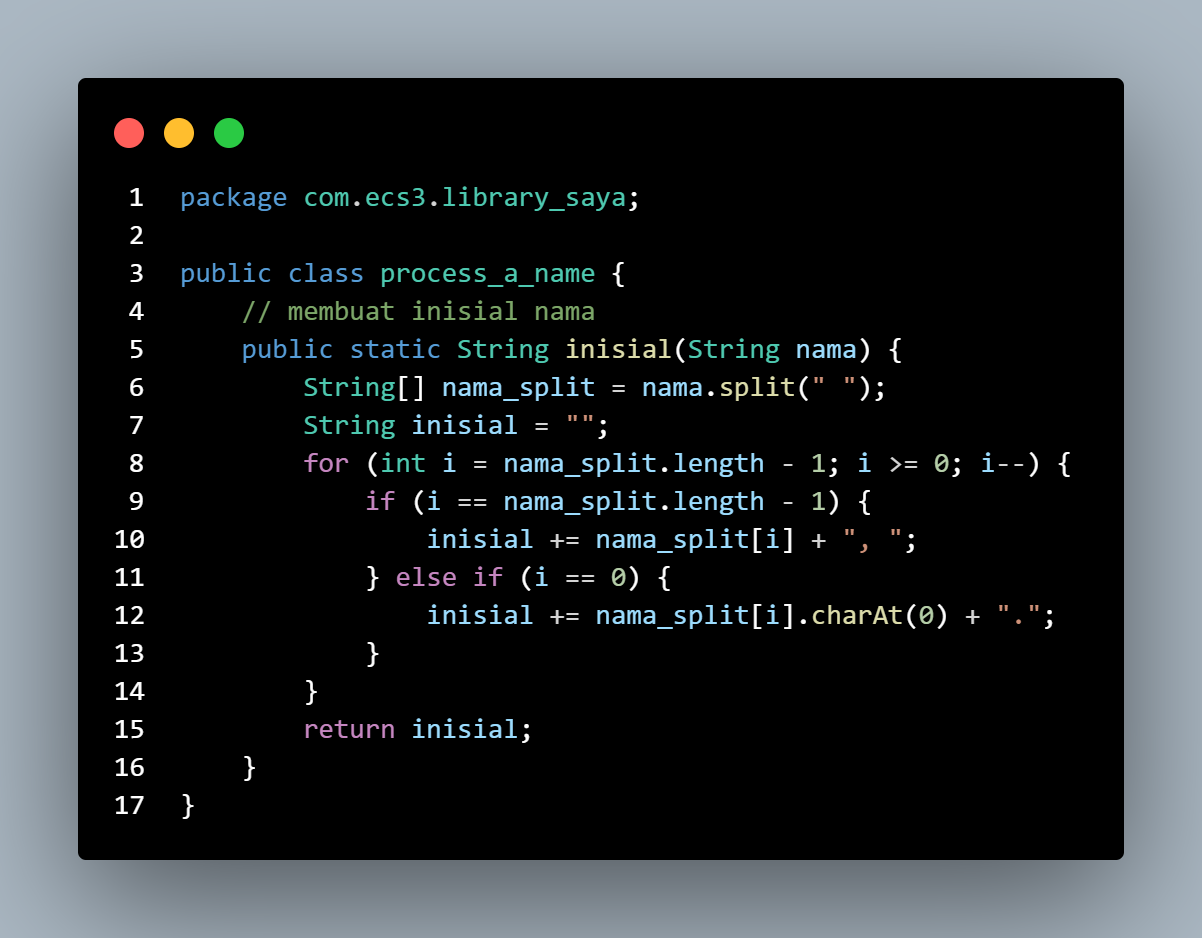 1 package com.ecs3.library_saya;
2
3 public class process_a_name {
4     // membuat inisial nama
5     public static String inisial(String nama) {
6         String[] nama_split = nama.split(" ");
7         String inisial = "";
8         for (int i = nama_split.length - 1; i >= 0; i--) {
9             if (i == nama_split.length - 1) {
10                 inisial += nama_split[i] + ", ";
11             } else if (i == 0) {
12                 inisial += nama_split[i].charAt(0) + ".";
13             }
14         }
15         return inisial;
16     }
17 }